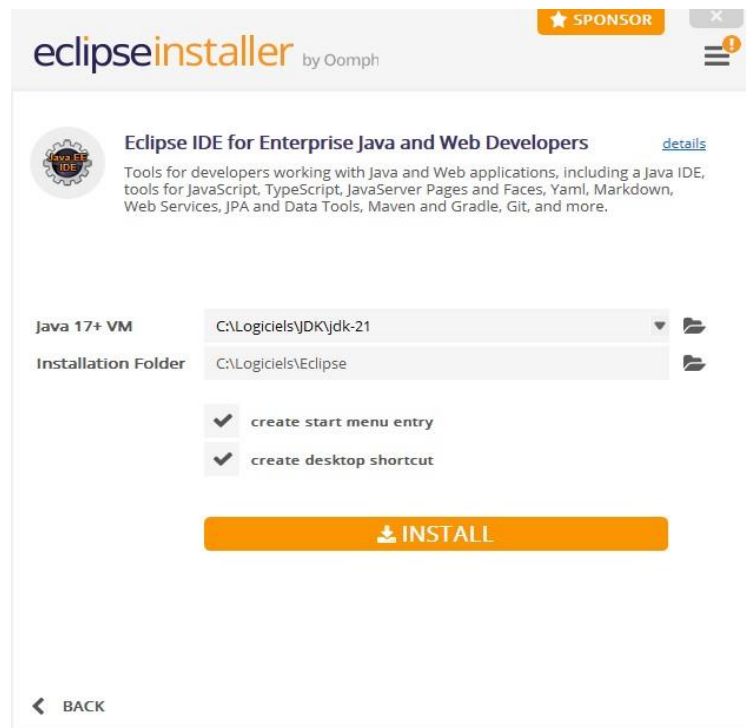 SPONSOR
eclipseinstaller by Oomph
!
Java EE
IDE
Eclipse IDE for Enterprise Java and Web Developers details
Tools for developers working with Java and Web applications, including a Java IDE,
tools for JavaScript, TypeScript, JavaServer Pages and Faces, Yaml, Markdown,
Web Services, JPA and Data Tools, Maven and Gradle, Git, and more.
Java 17+ VM C:\Logiciels\JDK\jdk-21
Installation Folder C:\Logiciels\Eclipse
create start menu entry
create desktop shortcut
INSTALL
BACK